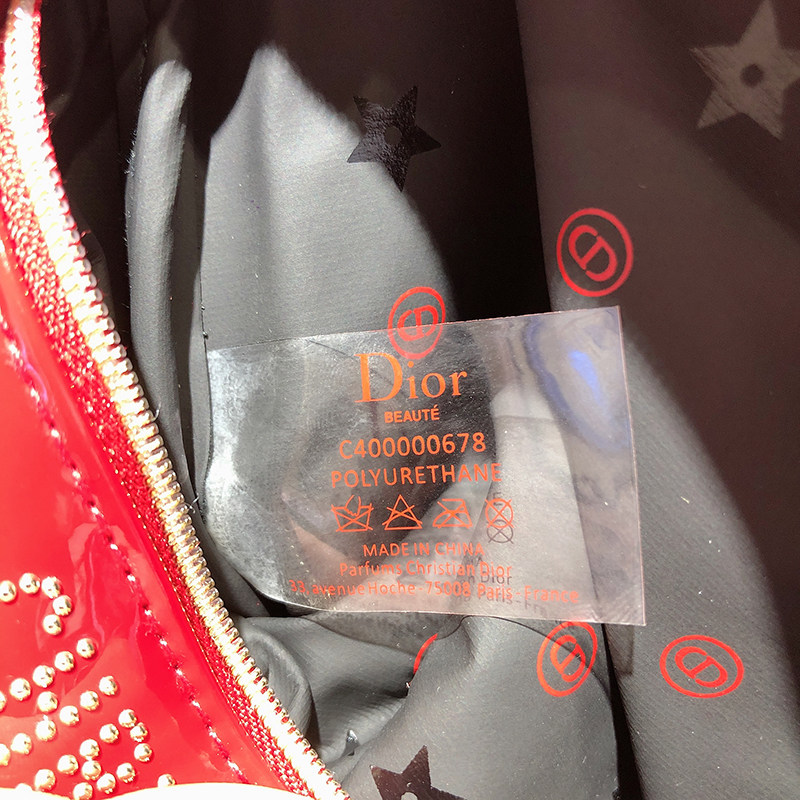 Dior
BEAUTÉ
C400000678
POLYURETHANE
MADE IN CHINA
Parfums Christian Dior
33, avenue Hoche - 75008 Paris - France